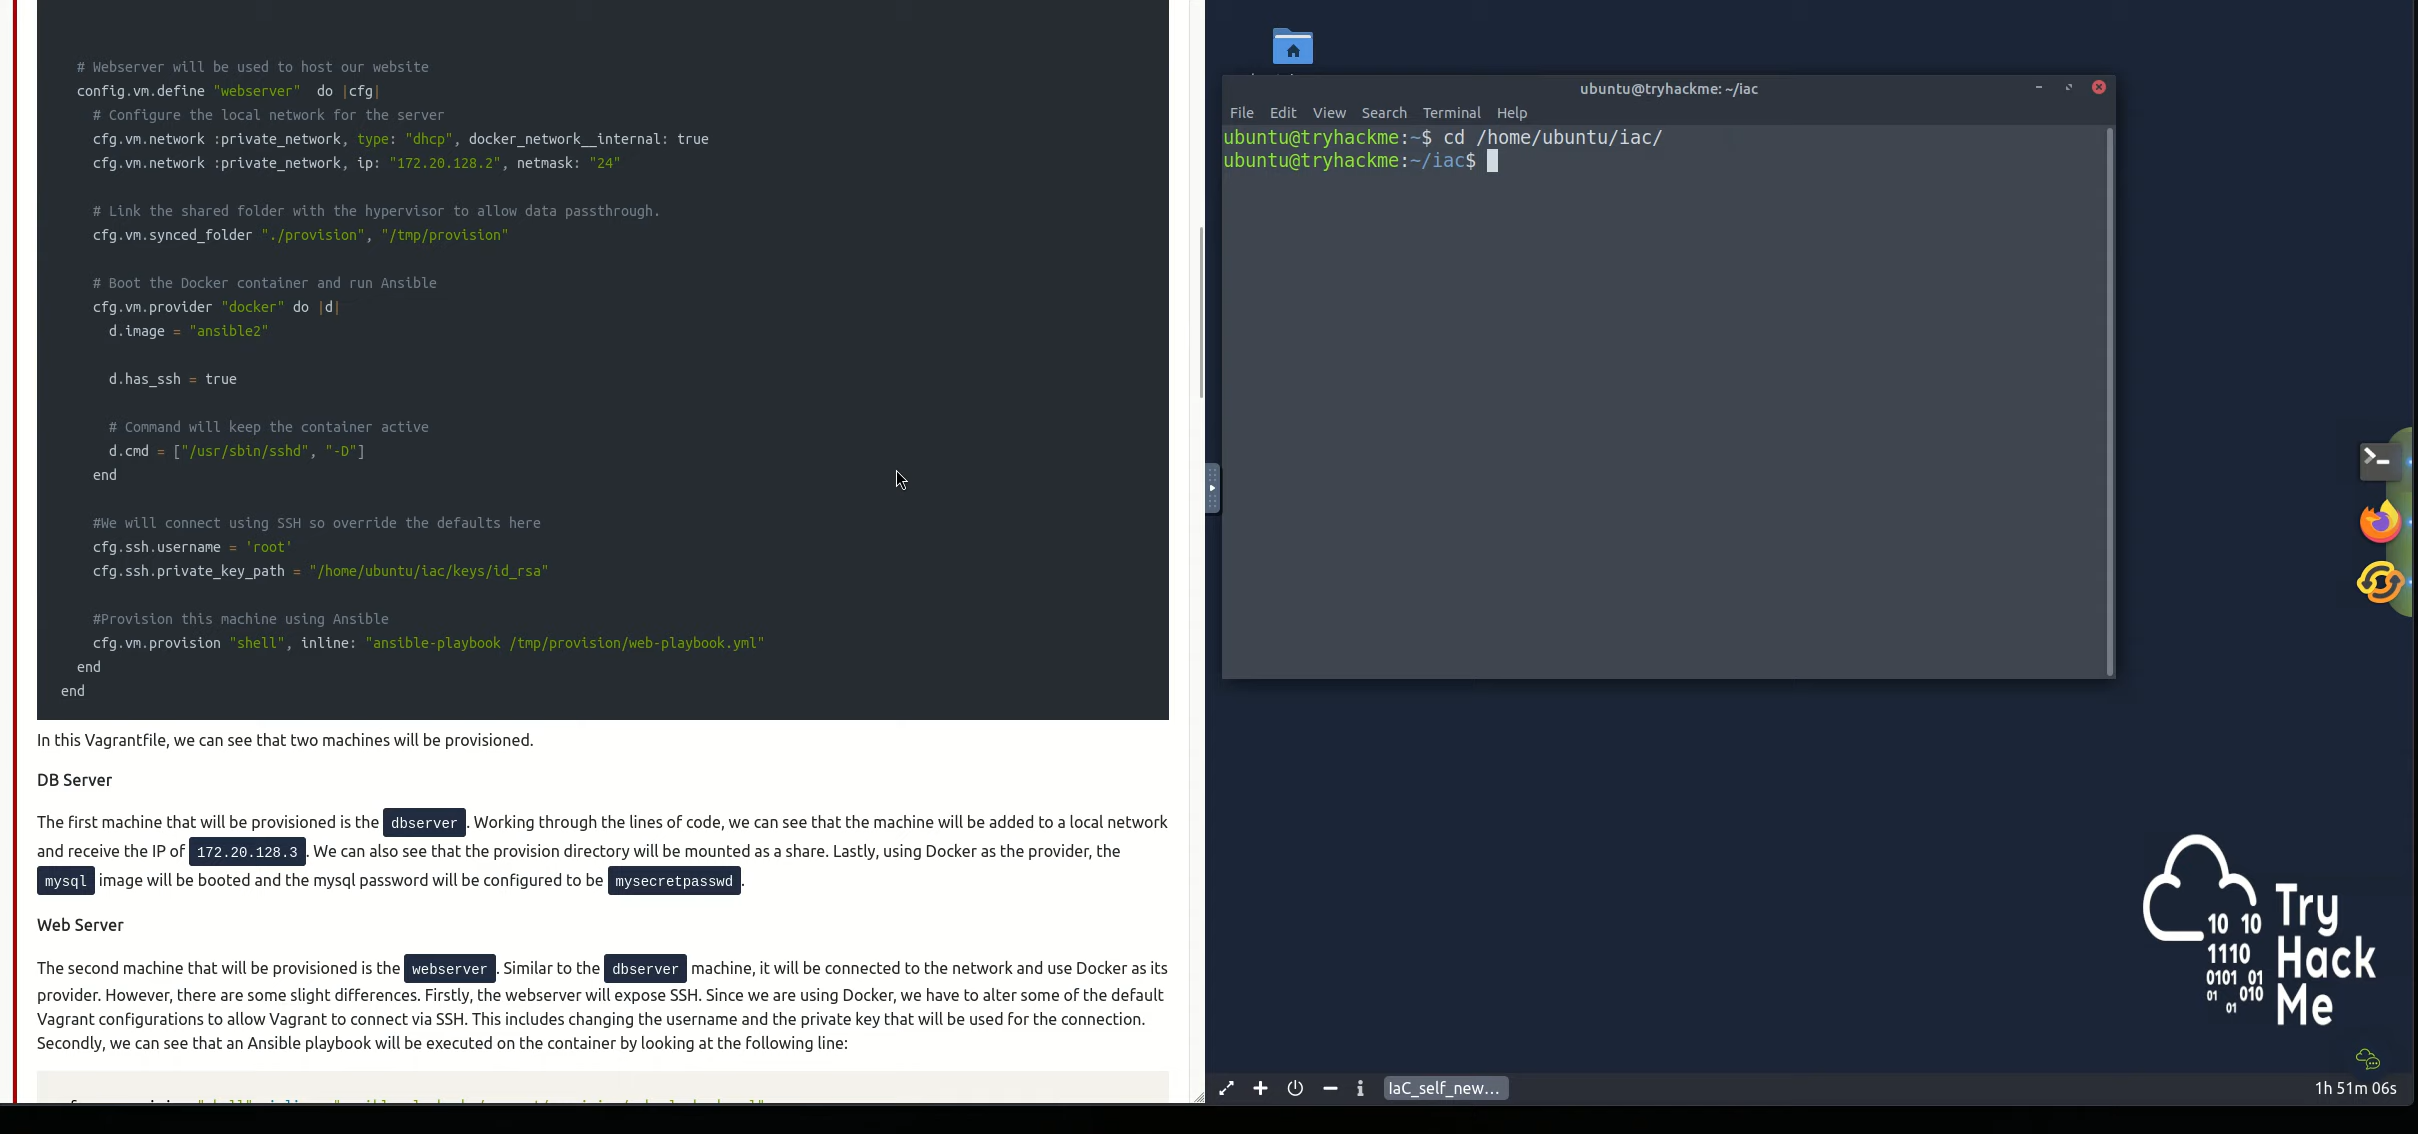 # Webserver will be used to host our website
config.vm.define "webserver"  do |cfg|
# Configure the local network for the server
cfg.vm.network :private_network, type: "dhcp", docker_network__internal: true
cfg.vm.network :private_network, ip: "172.20.128.2", netmask: "24"
# Link the shared folder with the hypervisor to allow data passthrough.
cfg.vm.synced_folder "./provision", "/tmp/provision"
# Boot the Docker container and run Ansible
cfg.vm.provider "docker" do |d|
d.image = "ansible2"
d.has_ssh = true
# Command will keep the container active
d.cmd = ["/usr/sbin/sshd", "-D"]
end
#We will connect using SSH so override the defaults here
cfg.ssh.username = 'root'
cfg.ssh.private_key_path = "/home/ubuntu/iac/keys/id_rsa"
#Provision this machine using Ansible
cfg.vm.provision "shell", inline: "ansible-playbook /tmp/provision/web-playbook.yml"
end
end
In this Vagrantfile, we can see that two machines will be provisioned.
DB Server
The first machine that will be provisioned is the dbserver. Working through the lines of code, we can see that the machine will be added to a local network
and receive the IP of 172.20.128.3. We can also see that the provision directory will be mounted as a share. Lastly, using Docker as the provider, the
mysql image will be booted and the mysql password will be configured to be mysecretpasswd.
Web Server
The second machine that will be provisioned is the webserver. Similar to the dbserver machine, it will be connected to the network and use Docker as its
provider. However, there are some slight differences. Firstly, the webserver will expose SSH. Since we are using Docker, we have to alter some of the default
Vagrant configurations to allow Vagrant to connect via SSH. This includes changing the username and the private key that will be used for the connection.
Secondly, we can see that an Ansible playbook will be executed on the container by looking at the following line:
ubuntu@tryhackme: ~/iac
File Edit View Search Terminal Help
ubuntu@tryhackme:~$ cd /home/ubuntu/iac/
ubuntu@tryhackme:~/iac$
10 10
1110
0101 01
01 010
01
Try
Hack
Me
IaC_self_new...
1h 51m 06s